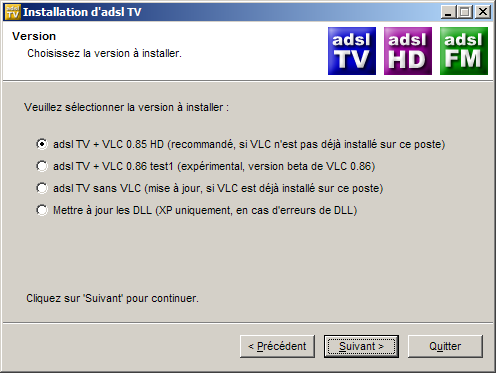 TV Installation d'adsl TV
Version
Choisissez la version à installer.
adsl TV
adsl HD
adsl FM
Veuillez sélectionner la version à installer :
adsl TV + VLC 0.85 HD (recommandé, si VLC n'est pas déjà installé sur ce poste)
adsl TV + VLC 0.86 test1 (expérimental, version beta de VLC 0.86)
adsl TV sans VLC (mise à jour, si VLC est déjà installé sur ce poste)
Mettre à jour les DLL (XP uniquement, en cas d'erreurs de DLL)
Cliquez sur 'Suivant' pour continuer.
< Précédent
Suivant >
Quitter